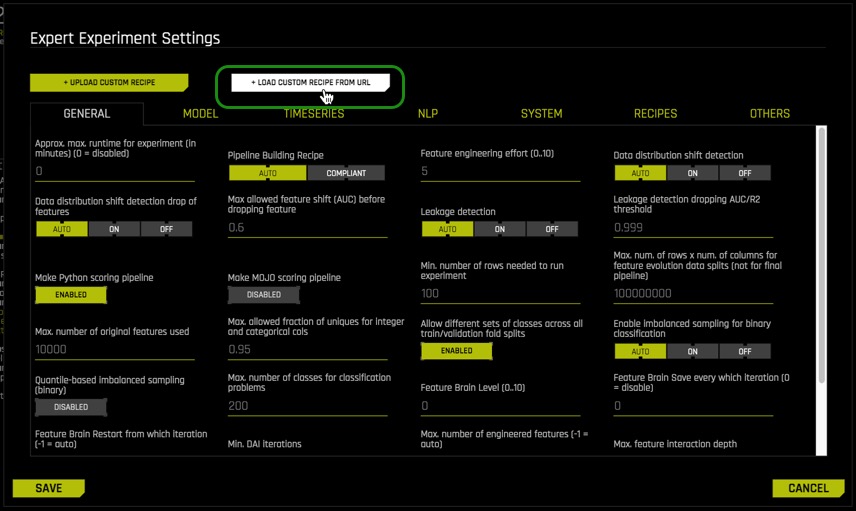 Expert Experiment Settings
+ UPLOAD CUSTOM RECIPE
+ LOAD CUSTOM RECIPE FROM URL
GENERAL MODEL TIMESERIES NLP SYSTEM RECIPES OTHERS
Approx. max. runtime for experiment (in
minutes) (0 = disabled)
0
Pipeline Building Recipe
AUTO COMPLIANT
Feature engineering effort (0..10)
5
Data distribution shift detection
AUTO ON OFF
Data distribution shift detection drop of
features
AUTO ON OFF
Max allowed feature shift (AUC) before
dropping feature
0.6
Leakage detection
AUTO ON OFF
Leakage detection dropping AUC/R2
threshold
0.999
Make Python scoring pipeline
ENABLED
Make MOJO scoring pipeline
DISABLED
Min. number of rows needed to run
experiment
100
Max. num. of rows x num. of columns for
feature evolution data splits (not for final
pipeline)
100000000
Max. number of original features used
10000
Max. allowed fraction of uniques for integer
and categorical cols
0.95
Allow different sets of classes across all
train/validation fold splits
ENABLED
Enable imbalanced sampling for binary
classification
AUTO ON OFF
Quantile-based imbalanced sampling
(binary)
DISABLED
Max. number of classes for classification
problems
200
Feature Brain Level (0..10)
0
Feature Brain Save every which iteration (0
= disable)
0
Feature Brain Restart from which iteration
(-1 = auto)
Min. DAI iterations
Max. number of engineered features (-1 =
auto)
Max. feature interaction depth
SAVE
CANCEL